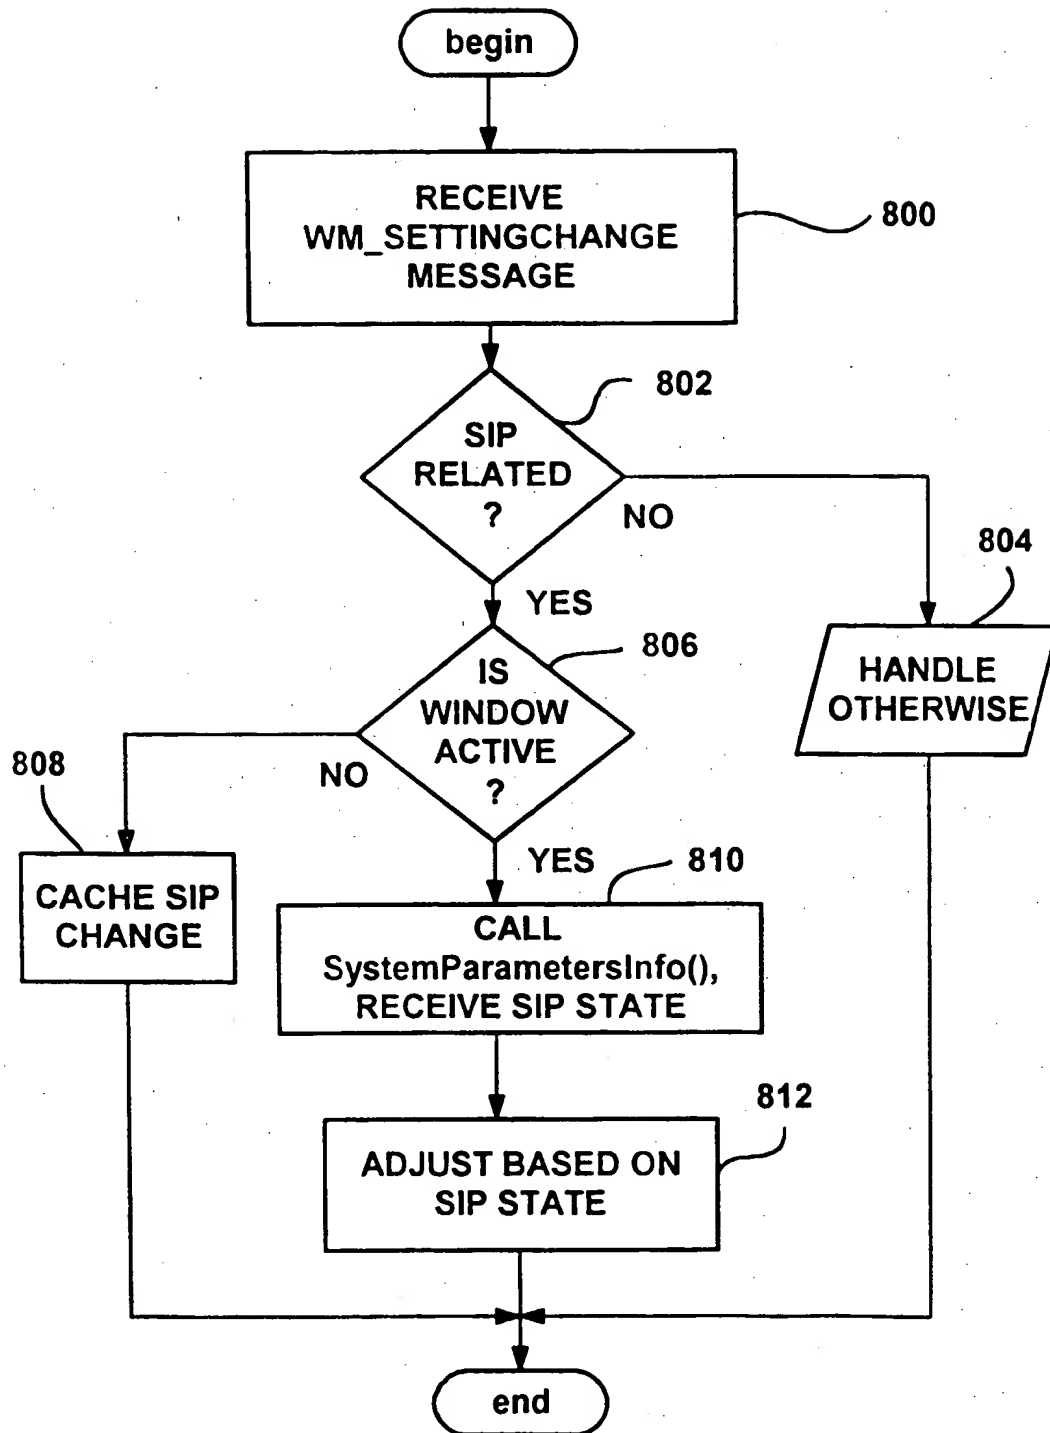 begin
RECEIVE
WM_SETTINGCHANGE
MESSAGE
800
802
SIP
RELATED
?
NO
YES
804
HANDLE
OTHERWISE
806
IS
WINDOW
ACTIVE
?
NO
YES
808
CACHE SIP
CHANGE
810
CALL
SystemParametersInfo(),
RECEIVE SIP STATE
812
ADJUST BASED ON
SIP STATE
end